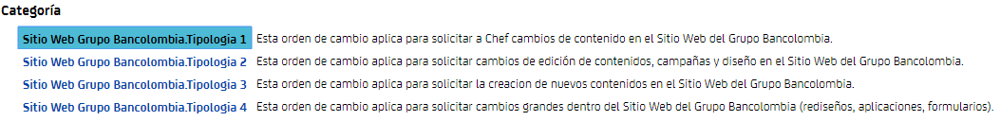 Categoría
Sitio Web Grupo Bancolombia.Tipologia 1 Esta orden de cambio aplica para solicitar a Chef cambios de contenido en el Sitio Web del Grupo Bancolombia.
Sitio Web Grupo Bancolombia.Tipologia 2 Esta orden de cambio aplica para solicitar cambios de edición de contenidos, campañas y diseño en el Sitio Web del Grupo Bancolombia.
Sitio Web Grupo Bancolombia.Tipologia 3 Esta orden de cambio aplica para solicitar la creacion de nuevos contenidos en el Sitio Web del Grupo Bancolombia.
Sitio Web Grupo Bancolombia.Tipologia 4 Esta orden de cambio aplica para solicitar cambios grandes dentro del Sitio Web del Grupo Bancolombia (rediseños, aplicaciones, formularios).